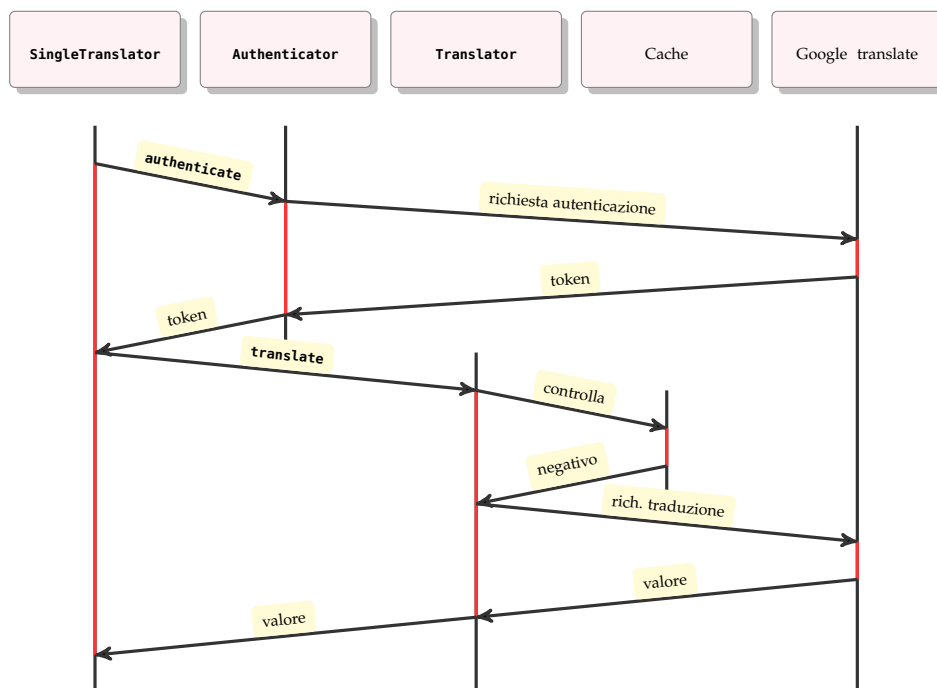 SingleTranslator
Authenticator
Translator
Cache
Google translate
authenticate
richiesta autenticazione
token
token
translate
controlla
negativo
rich. traduzione
valore
valore